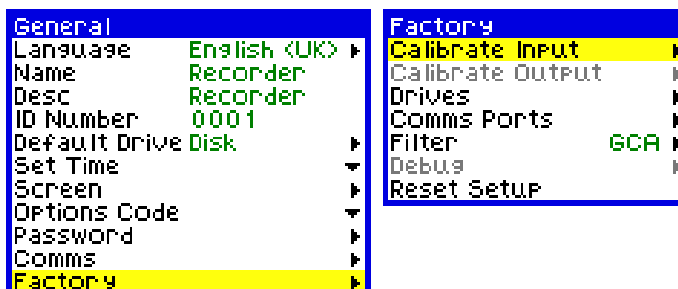 General
Language English (UK)
Name Recorder
Desc Recorder
ID Number 0001
Default Drive Disk
Set Time
Screen
Options Code
Password
Comms
Factory
Factory
Calibrate Input
Calibrate Output
Drives
Comms Ports
Filter GCA
Debug
Reset Setup